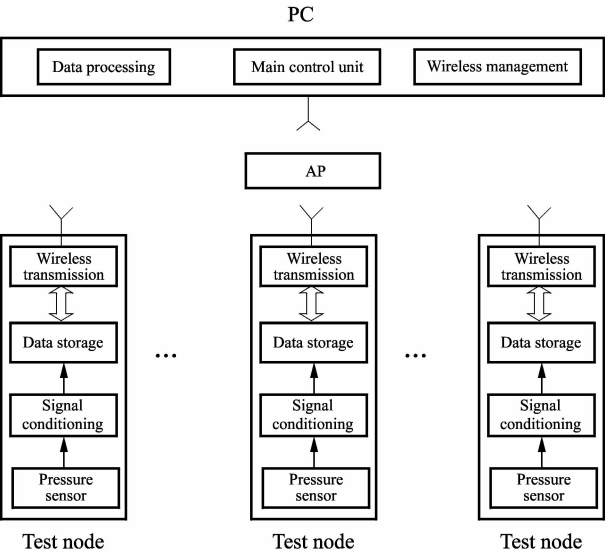 PC
Data processing
Main control unit
Wireless management
AP
Wireless
transmission
Data storage
Signal
conditioning
Pressure
sensor
Test node
...
Wireless
transmission
Data storage
Signal
conditioning
Pressure
sensor
Test node
...
Wireless
transmission
Data storage
Signal
conditioning
Pressure
sensor
Test node